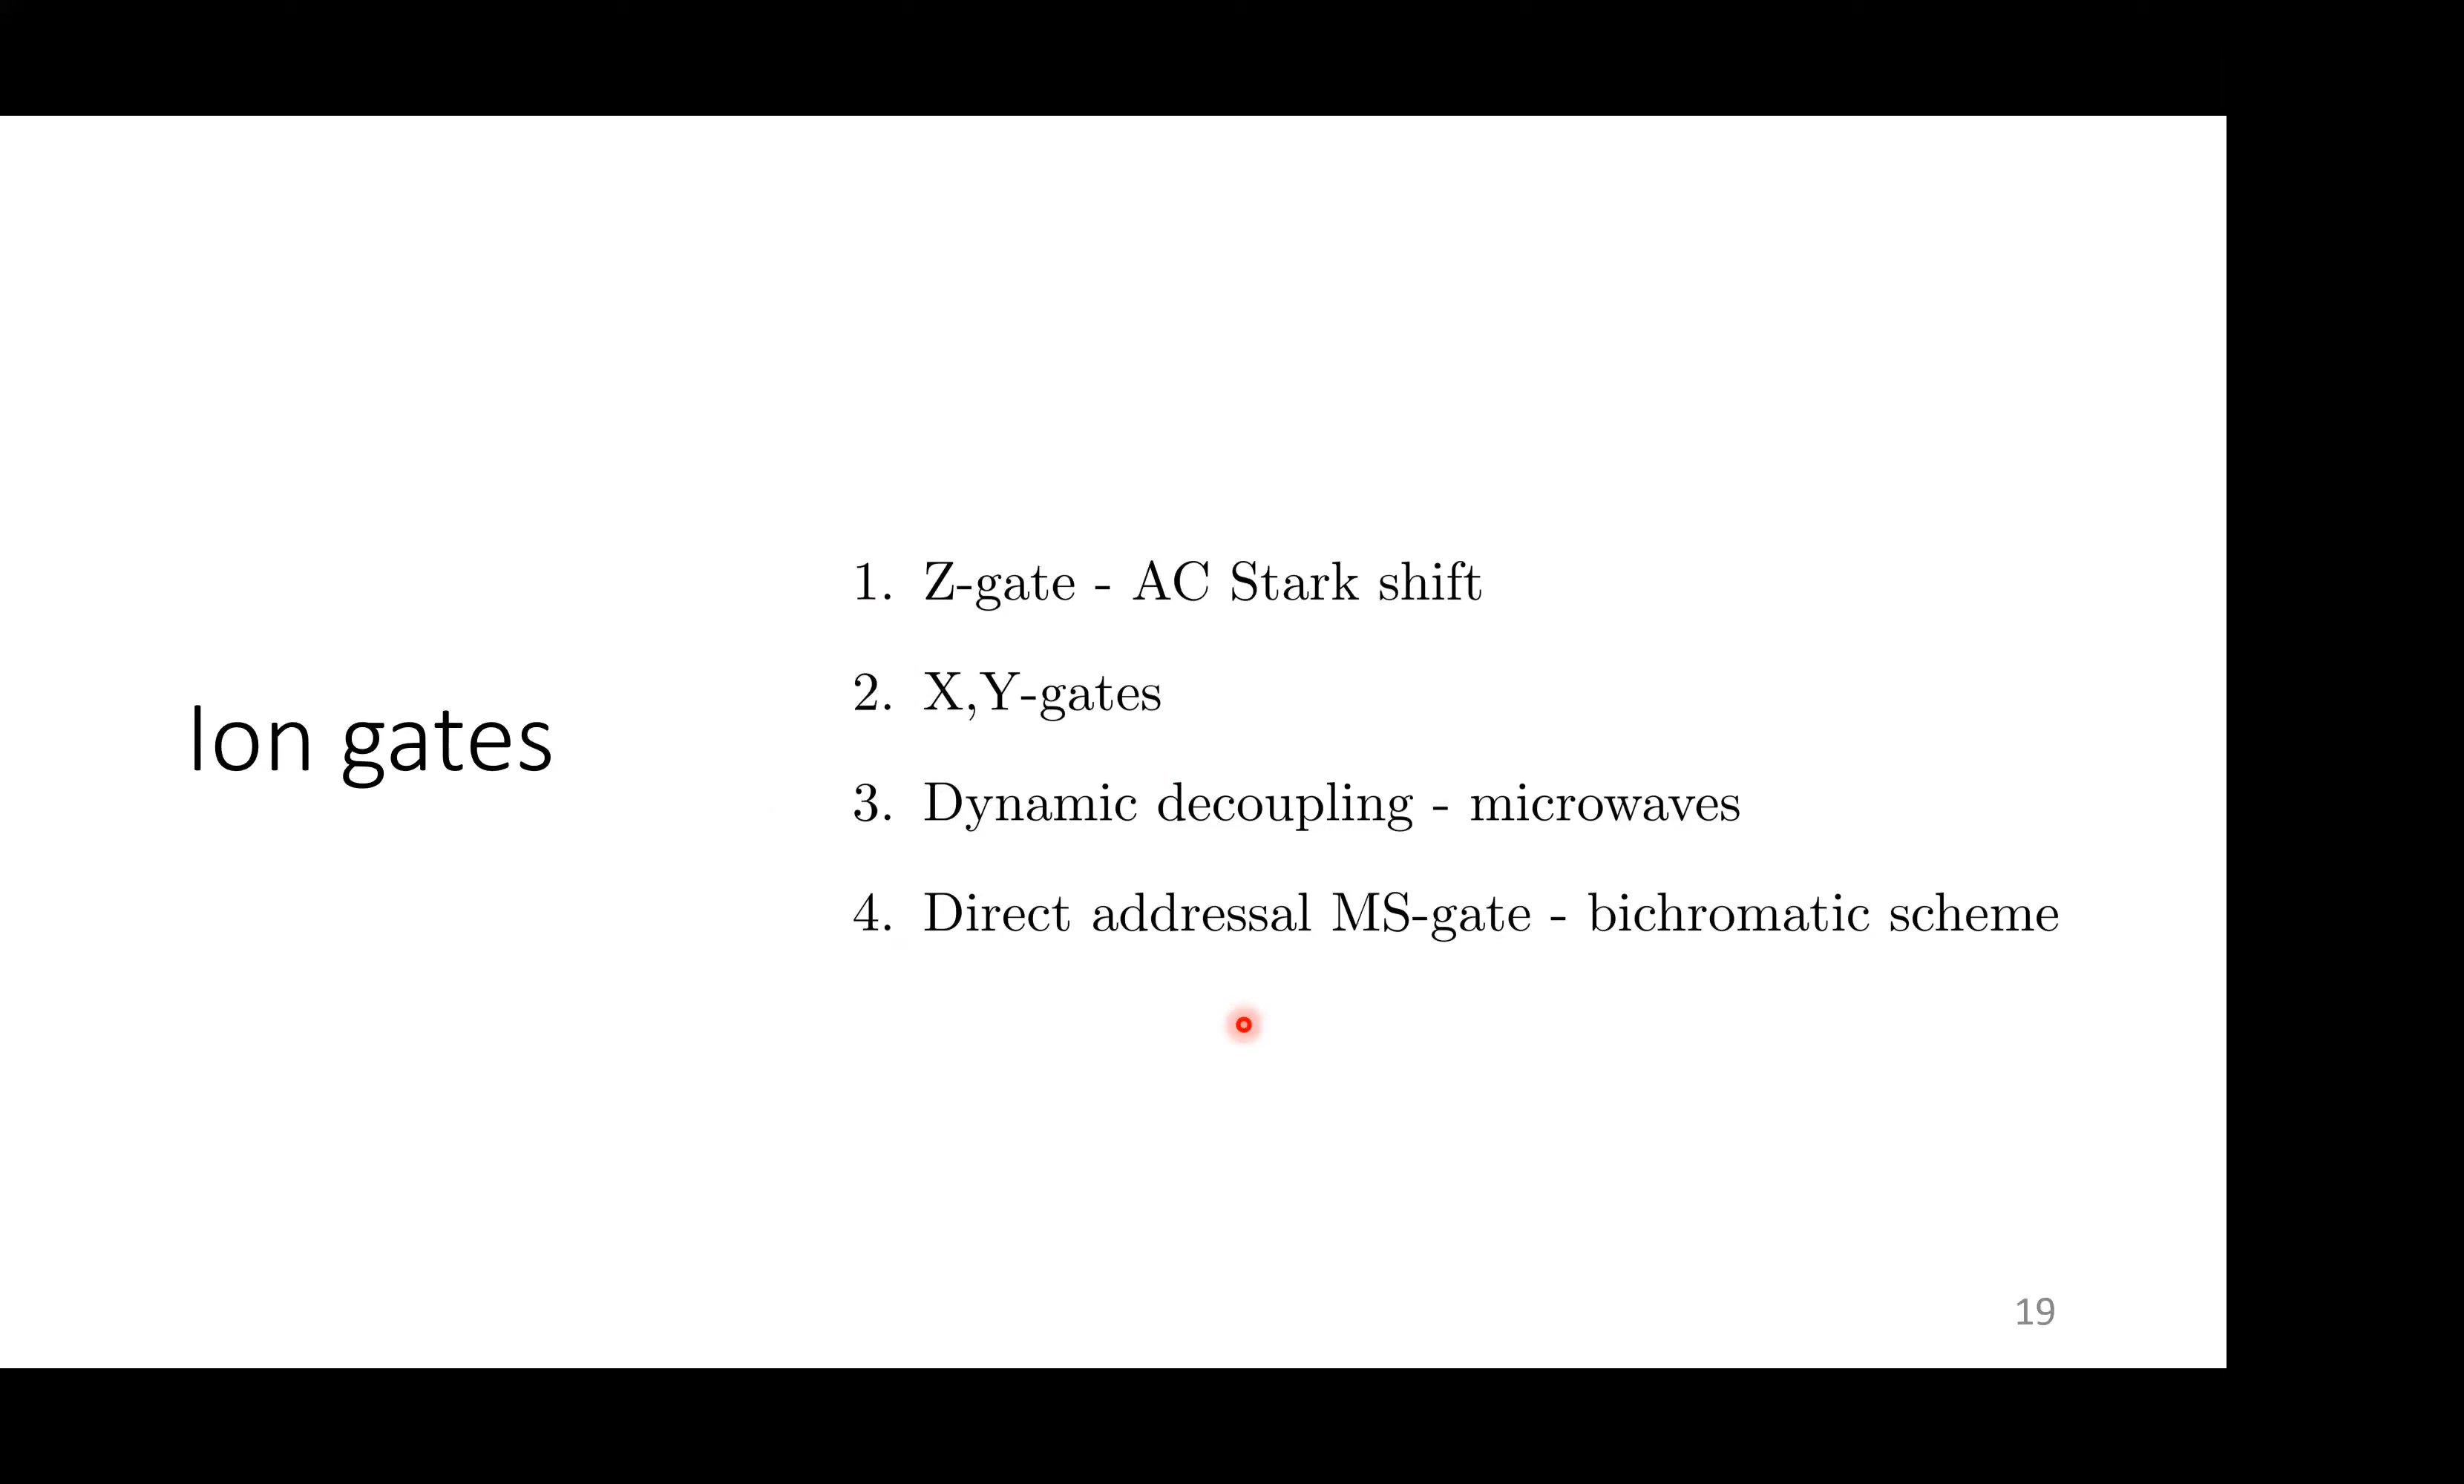 Ion gates
1. Z-gate - AC Stark shift
2. X,Y-gates
3. Dynamic decoupling - microwaves
4. Direct addressal MS-gate - bichromatic scheme
19